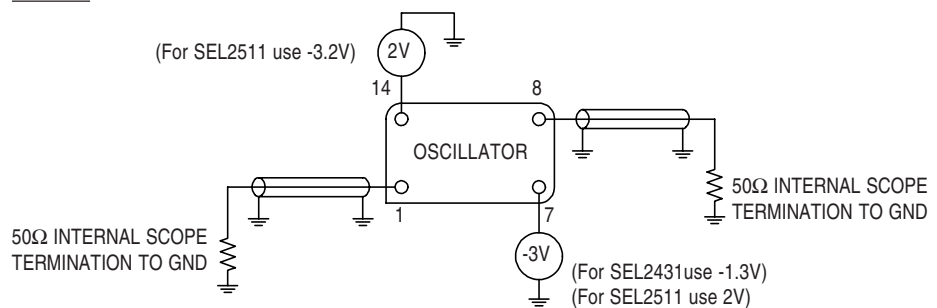 (For SEL2511 use -3.2V)
2V
14
8
OSCILLATOR
1
7
50Ω INTERNAL SCOPE
TERMINATION TO GND
50Ω INTERNAL SCOPE
TERMINATION TO GND
-3V
(For SEL2431use -1.3V)
(For SEL2511 use 2V)